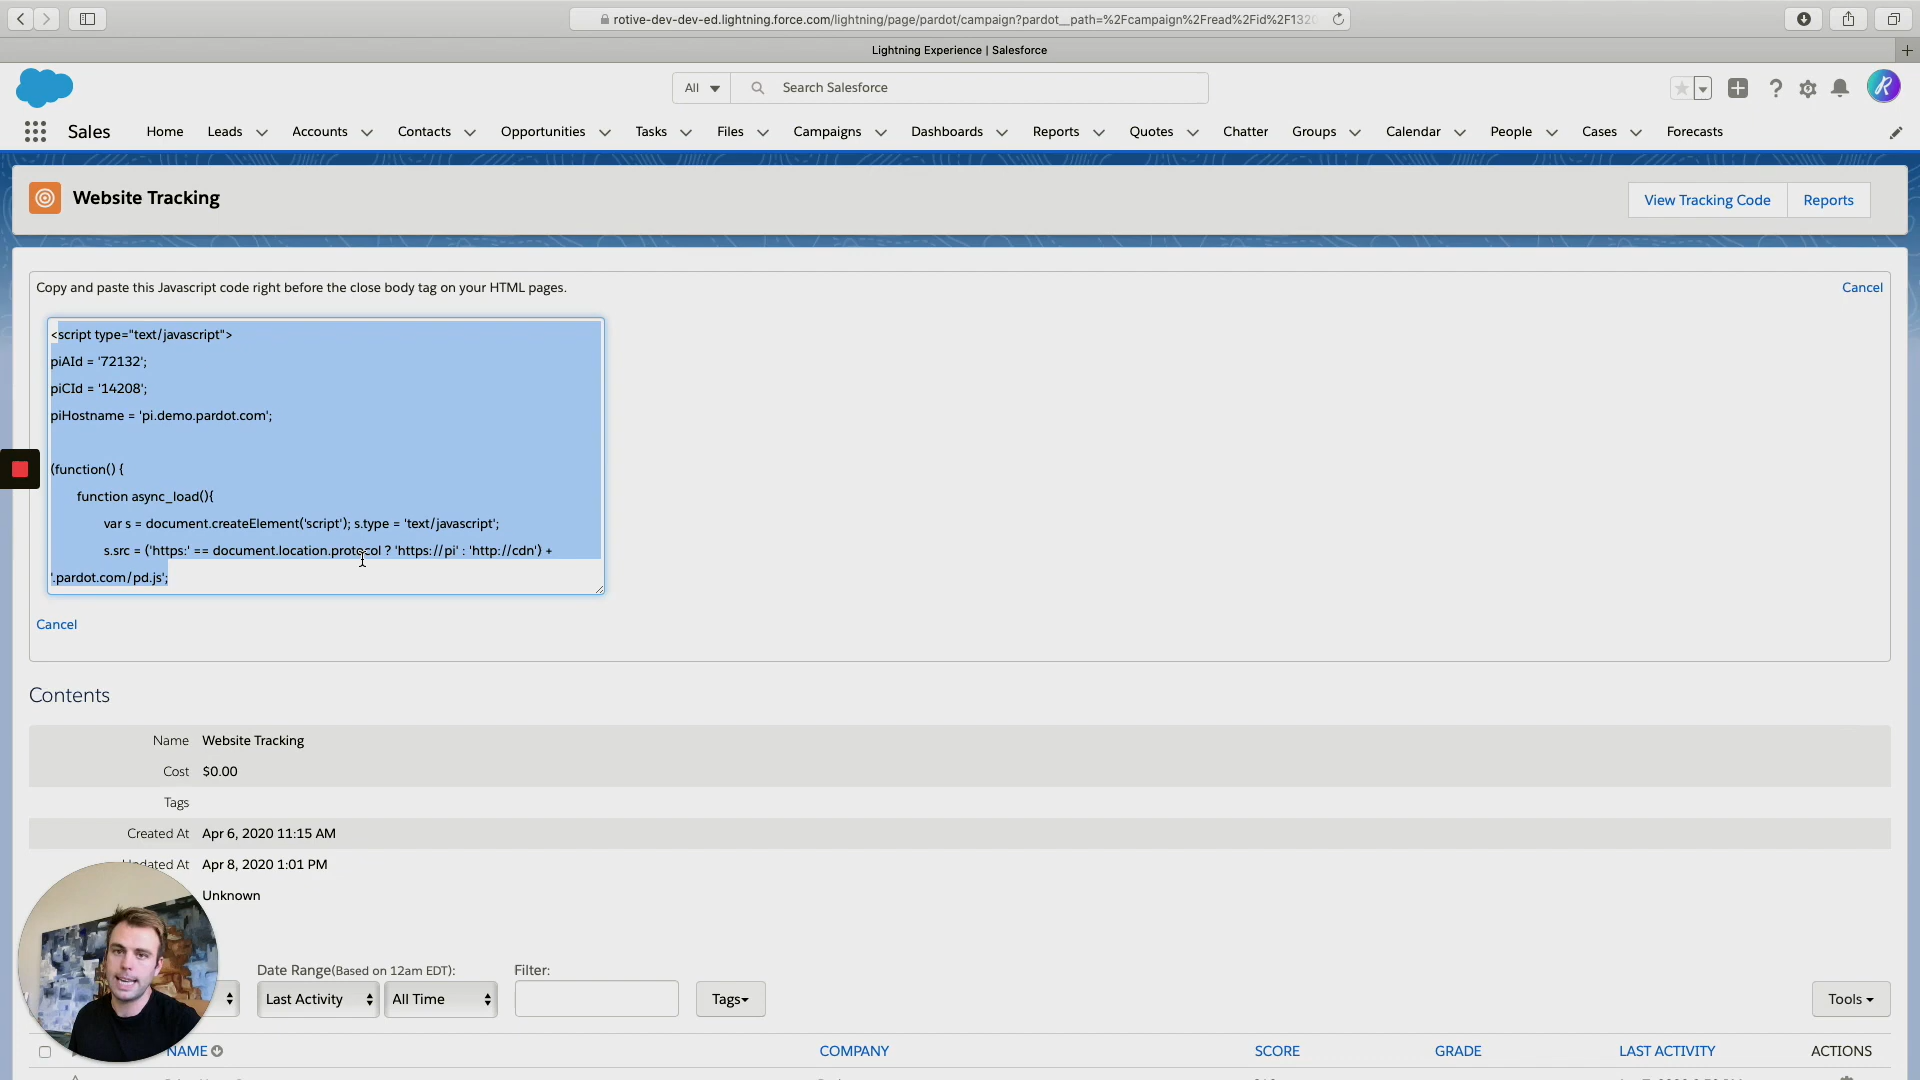 rotive-dev-dev-ed.lightning.force.com/lightning/page/pardot/campaign?pardot__path=%2Fcampaign%2Fread%2Fid%2F1320
Lightning Experience | Salesforce
All
Search Salesforce
Sales
Home
Leads
Accounts
Contacts
Opportunities
Tasks
Files
Campaigns
Dashboards
Reports
Quotes
Chatter
Groups
Calendar
People
Cases
Forecasts
Website Tracking
View Tracking Code
Reports
Copy and paste this Javascript code right before the close body tag on your HTML pages.
Cancel
<script type="text/javascript">
piAId = '72132';
piCId = '14208';
piHostname = 'pi.demo.pardot.com';
(function() {
function async_load(){
var s = document.createElement('script'); s.type = 'text/javascript';
s.src = ('https:' == document.location.protocol ? 'https://pi' : 'http://cdn') +
'.pardot.com/pd.js';
Cancel
Contents
Name Website Tracking
Cost $0.00
Tags
Created At Apr 6, 2020 11:15 AM
Updated At Apr 8, 2020 1:01 PM
Unknown
Date Range(Based on 12am EDT):
Filter:
Last Activity
All Time
Tags
Tools
NAME
COMPANY
SCORE
GRADE
LAST ACTIVITY
ACTIONS